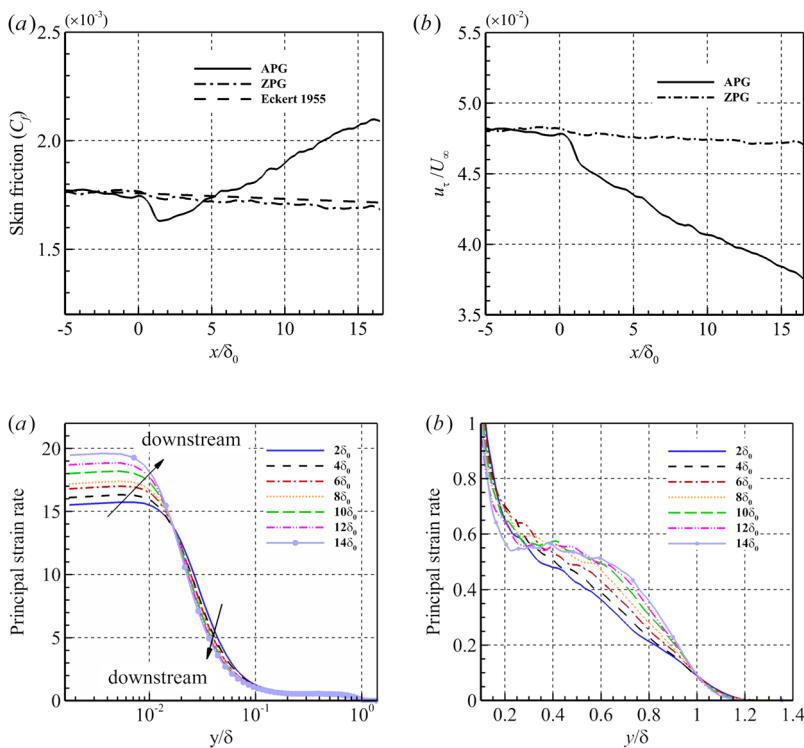 (a)
(×10⁻³)
2.5
2.0
1.5
Skin friction (C_f)
APG
ZPG
Eckert 1955
-5 0 5 10 15
x/δ₀
(b)
(×10⁻²)
5.5
5.0
4.5
4.0
3.5
u_τ/U_∞
APG
ZPG
-5 0 5 10 15
x/δ₀
(a)
20
15
10
5
0
Principal strain rate
downstream
downstream
2δ₀
4δ₀
6δ₀
8δ₀
10δ₀
12δ₀
14δ₀
10⁻² 10⁻¹ 10⁰
y/δ
(b)
1
0.8
0.6
0.4
0.2
0
Principal strain rate
2δ₀
4δ₀
6δ₀
8δ₀
10δ₀
12δ₀
14δ₀
0.2 0.4 0.6 0.8 1 1.2 1.4
y/δ